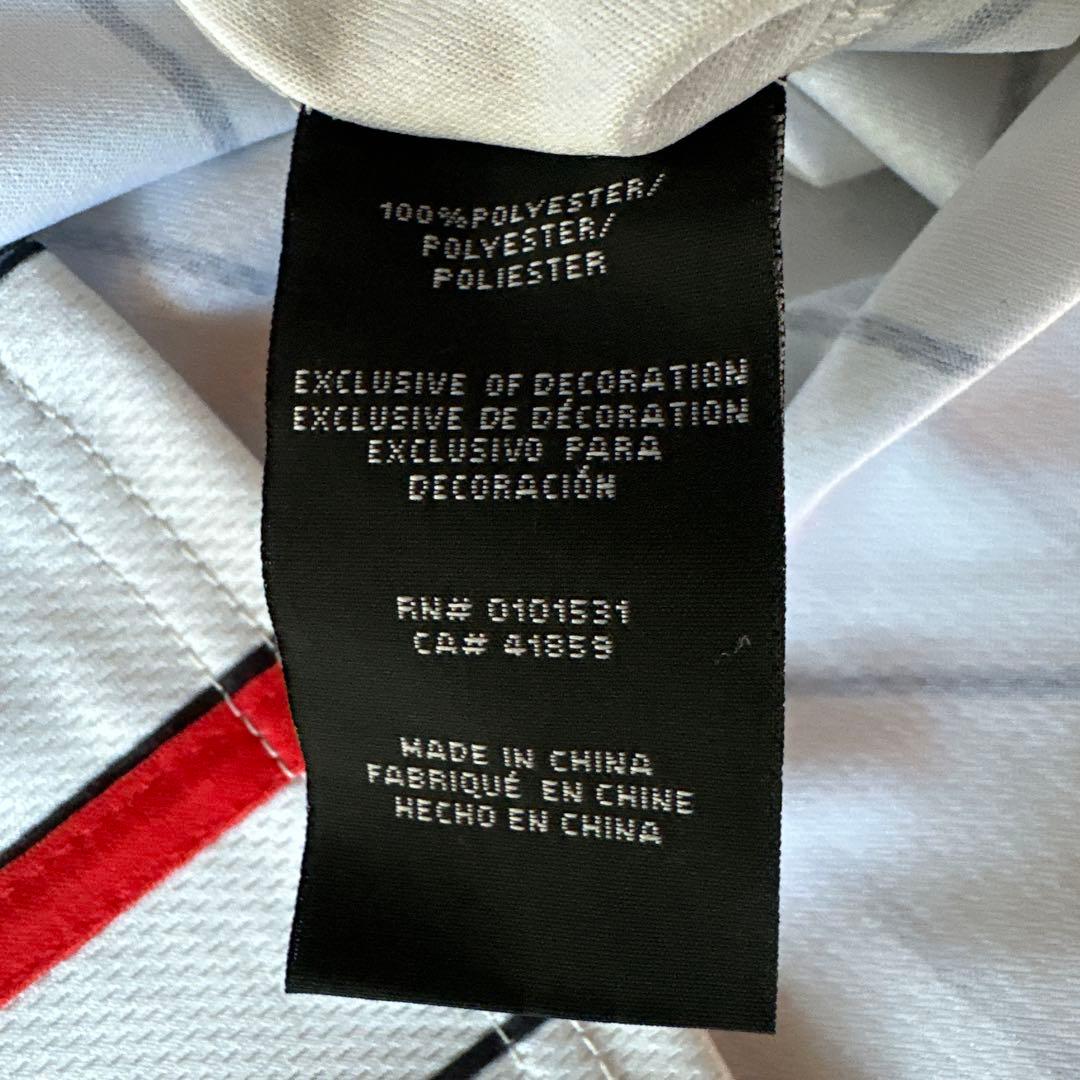 100%POLYESTER/
POLYESTER/
POLIESTER
EXCLUSIVE OF DECORATION
EXCLUSIVE DE DÉCORATION
EXCLUSIVO PARA
DECORACIÓN
RN# 0101531
CA# 41859
MADE IN CHINA
FABRIQUÉ EN CHINE
HECHO EN CHINA